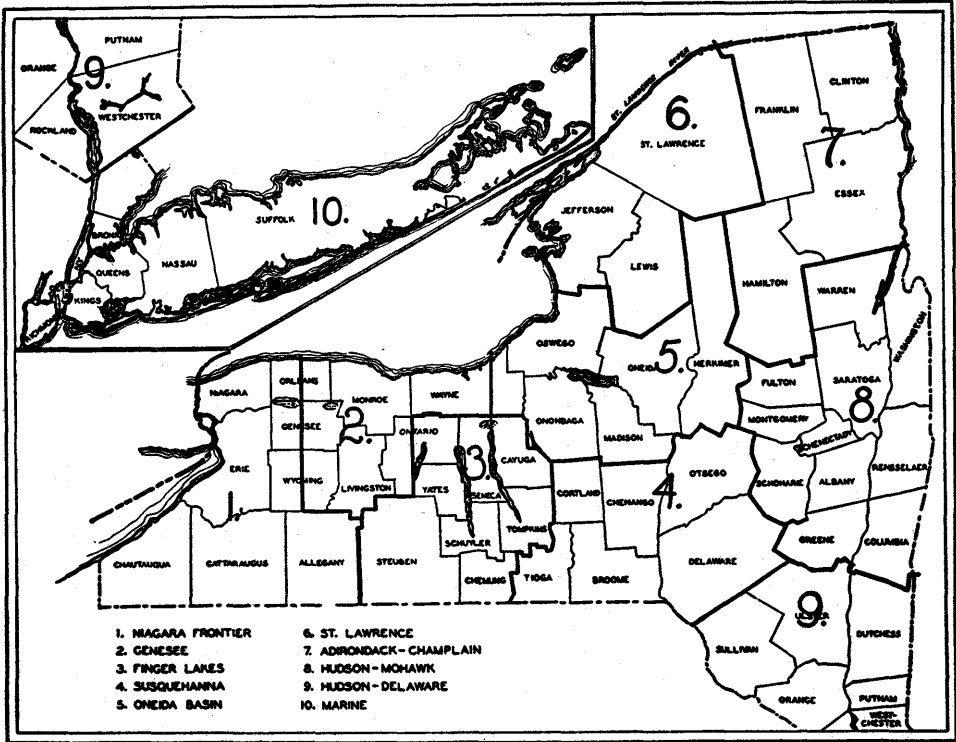 PUTNAM
ORANGE
9.
WESTCHESTER
ROCKLAND
SUFFOLK
10.
BRONX
NASSAU
QUEENS
KINGS
RICHMOND
ST. LAWRENCE RIVER
6.
ST. LAWRENCE
FRANKLIN
CLINTON
7.
ESSEX
JEFFERSON
LEWIS
HAMILTON
WARREN
WASHINGTON
OSWEGO
ONEIDA
5.
HERKIMER
FULTON
SARATOGA
8.
MONTGOMERY
SCHENECTADY
NIAGARA
ORLEANS
MONROE
WAYNE
GENESEE
2.
ONTARIO
ONONDAGA
MADISON
ERIE
WYOMING
LIVINGSTON
3.
CAYUGA
YATES
SENECA
CORTLAND
CHENANGO
4.
OTSEGO
SCHOHARIE
ALBANY
RENSSELAER
1.
SCHUYLER
TOMPKINS
GREENE
COLUMBIA
CHAUTAUQUA
CATTARAUGUS
ALLEGANY
STEUBEN
CHEMUNG
TIOGA
BROOME
DELAWARE
ULSTER
9.
SULLIVAN
DUTCHESS
ORANGE
PUTNAM
WEST-
CHESTER
1. NIAGARA FRONTIER
2. GENESEE
3. FINGER LAKES
4. SUSQUEHANNA
5. ONEIDA BASIN
6. ST. LAWRENCE
7. ADIRONDACK-CHAMPLAIN
8. HUDSON-MOHAWK
9. HUDSON-DELAWARE
10. MARINE